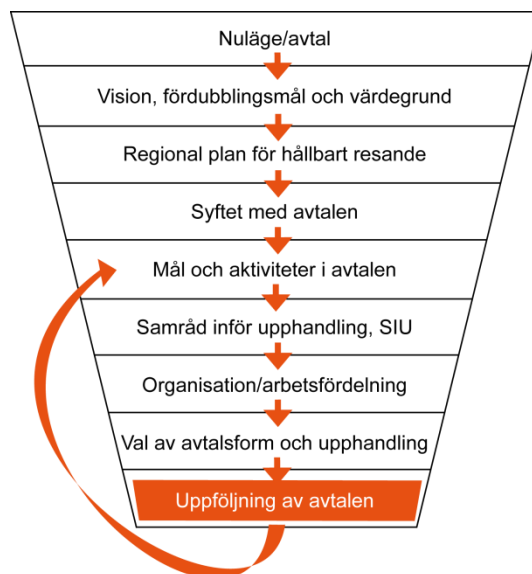 Nuläge/avtal
Vision, fördubblingsmål och värdegrund
Regional plan för hållbart resande
Syftet med avtalen
Mål och aktiviteter i avtalen
Samråd inför upphandling, SIU
Organisation/arbetsfördelning
Val av avtalsform och upphandling
Uppföljning av avtalen